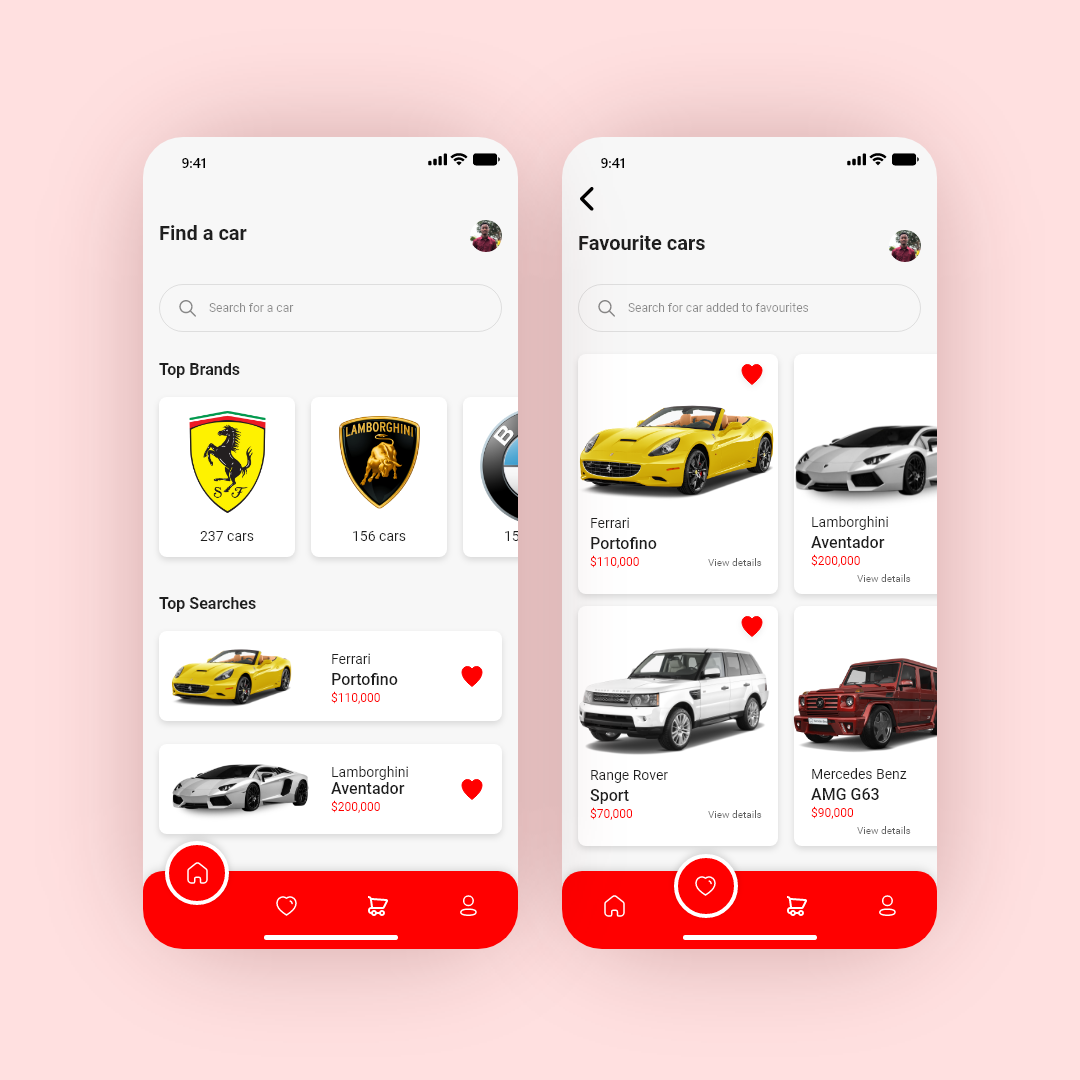 9:41
Find a car
Search for a car
Top Brands
S F
237 cars
LAMBORGHINI
156 cars
B
15
Top Searches
Ferrari
Portofino
$110,000
Lamborghini
Aventador
$200,000
9:41
Favourite cars
Search for car added to favourites
Ferrari
Portofino
$110,000
View details
Lamborghini
Aventador
$200,000
View details
Range Rover
Sport
$70,000
View details
Mercedes Benz
AMG G63
$90,000
View details